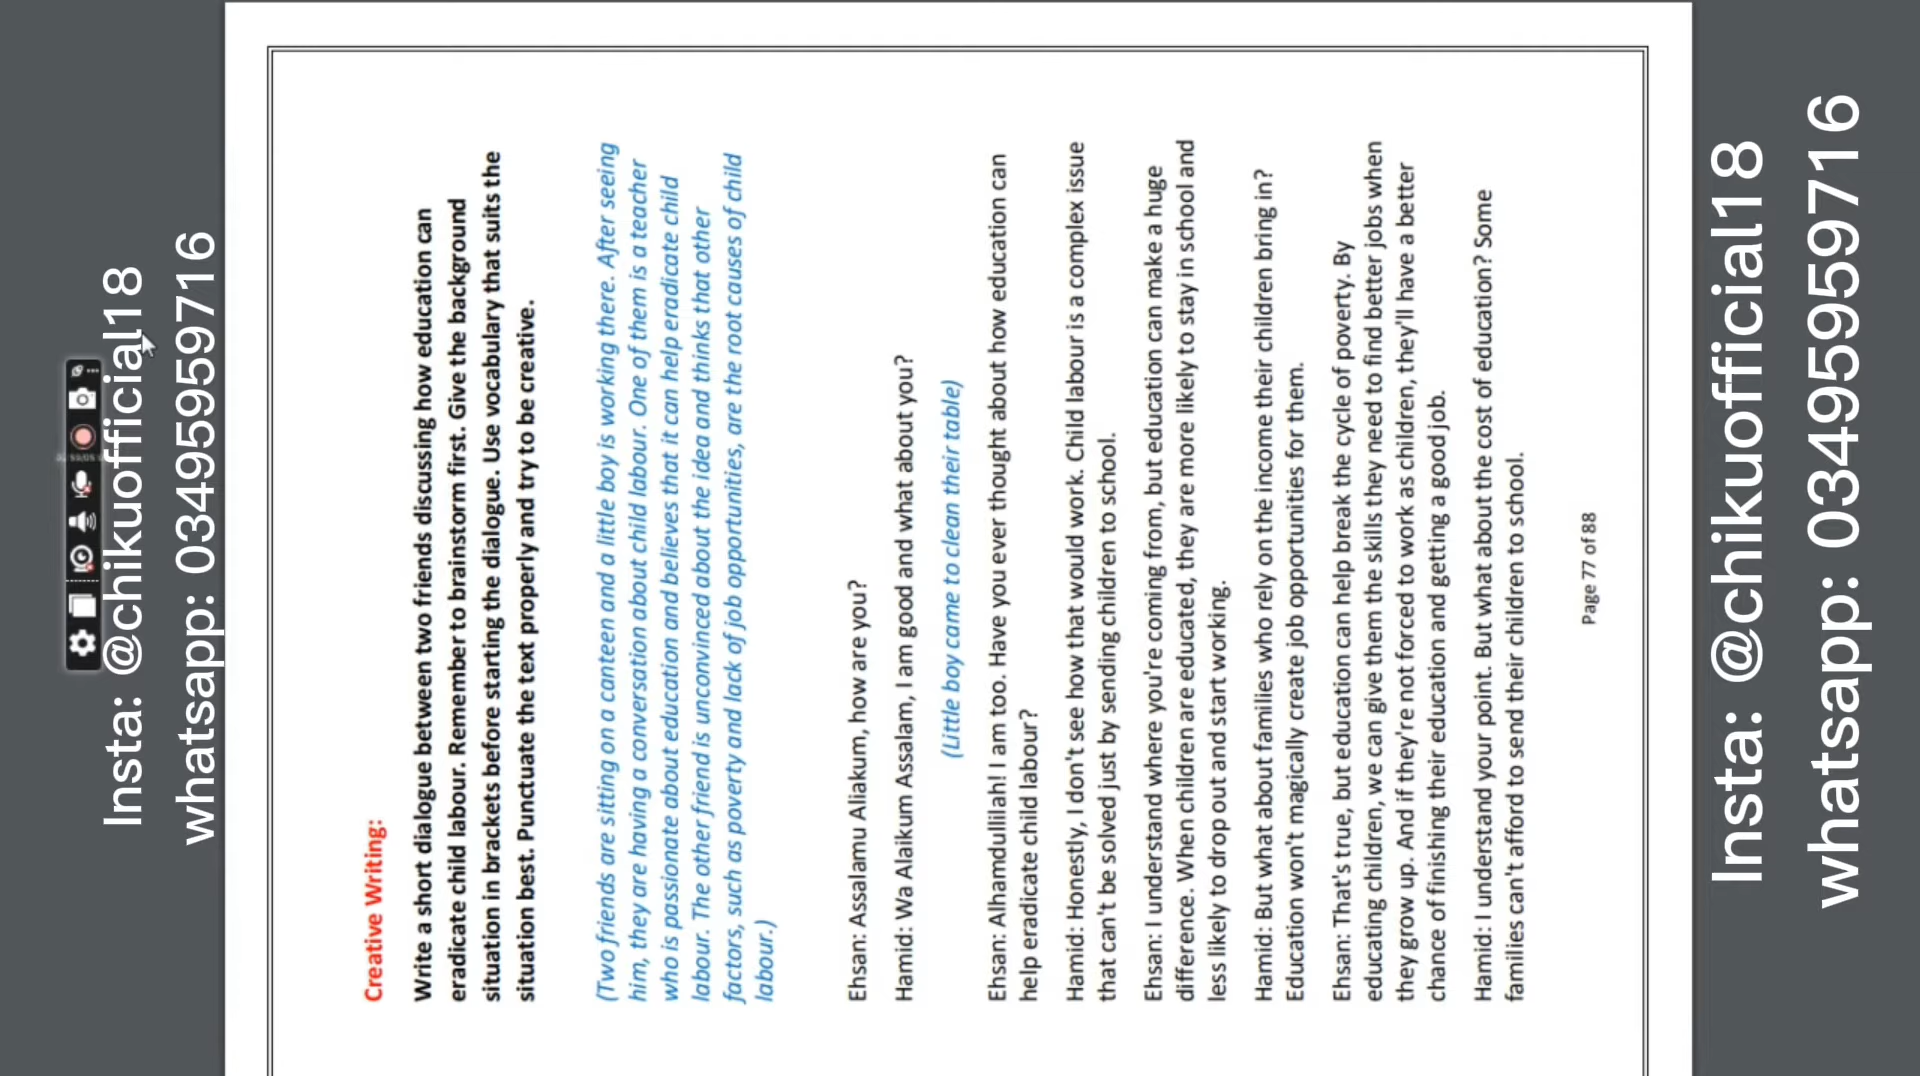 Insta: @chikuofficial18
whatsapp: 03495959716
Creative Writing:
Write a short dialogue between two friends discussing how education can
eradicate child labour. Remember to brainstorm first. Give the background
situation in brackets before starting the dialogue. Use vocabulary that suits the
situation best. Punctuate the text properly and try to be creative.
(Two friends are sitting on a canteen and a little boy is working there. After seeing
him, they are having a conversation about child labour. One of them is a teacher
who is passionate about education and believes that it can help eradicate child
labour. The other friend is unconvinced about the idea and thinks that other
factors, such as poverty and lack of job opportunities, are the root causes of child
labour.)
Ehsan: Assalamu Aliakum, how are you?
Hamid: Wa Alaikum Assalam, I am good and what about you?
(Little boy came to clean their table)
Ehsan: Alhamdullilah! I am too. Have you ever thought about how education can
help eradicate child labour?
Hamid: Honestly, I don't see how that would work. Child labour is a complex issue
that can't be solved just by sending children to school.
Ehsan: I understand where you're coming from, but education can make a huge
difference. When children are educated, they are more likely to stay in school and
less likely to drop out and start working.
Hamid: But what about families who rely on the income their children bring in?
Education won't magically create job opportunities for them.
Ehsan: That's true, but education can help break the cycle of poverty. By
educating children, we can give them the skills they need to find better jobs when
they grow up. And if they're not forced to work as children, they'll have a better
chance of finishing their education and getting a good job.
Hamid: I understand your point. But what about the cost of education? Some
families can't afford to send their children to school.
Page 77 of 88
Insta: @chikuofficial18
whatsapp: 03495959716